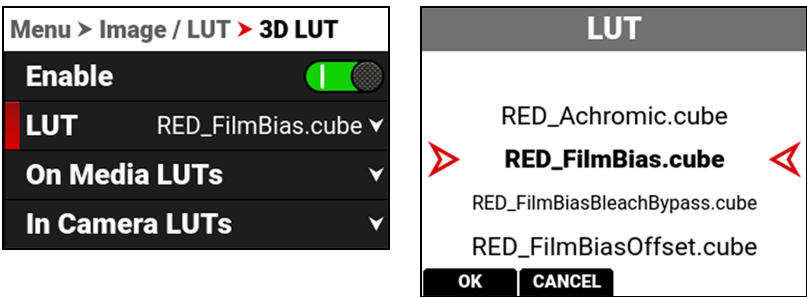 Menu > Image / LUT > 3D LUT
Enable
LUT RED_FilmBias.cube
On Media LUTs
In Camera LUTs
LUT
RED_Achromic.cube
RED_FilmBias.cube
RED_FilmBiasBleachBypass.cube
RED_FilmBiasOffset.cube
OK CANCEL